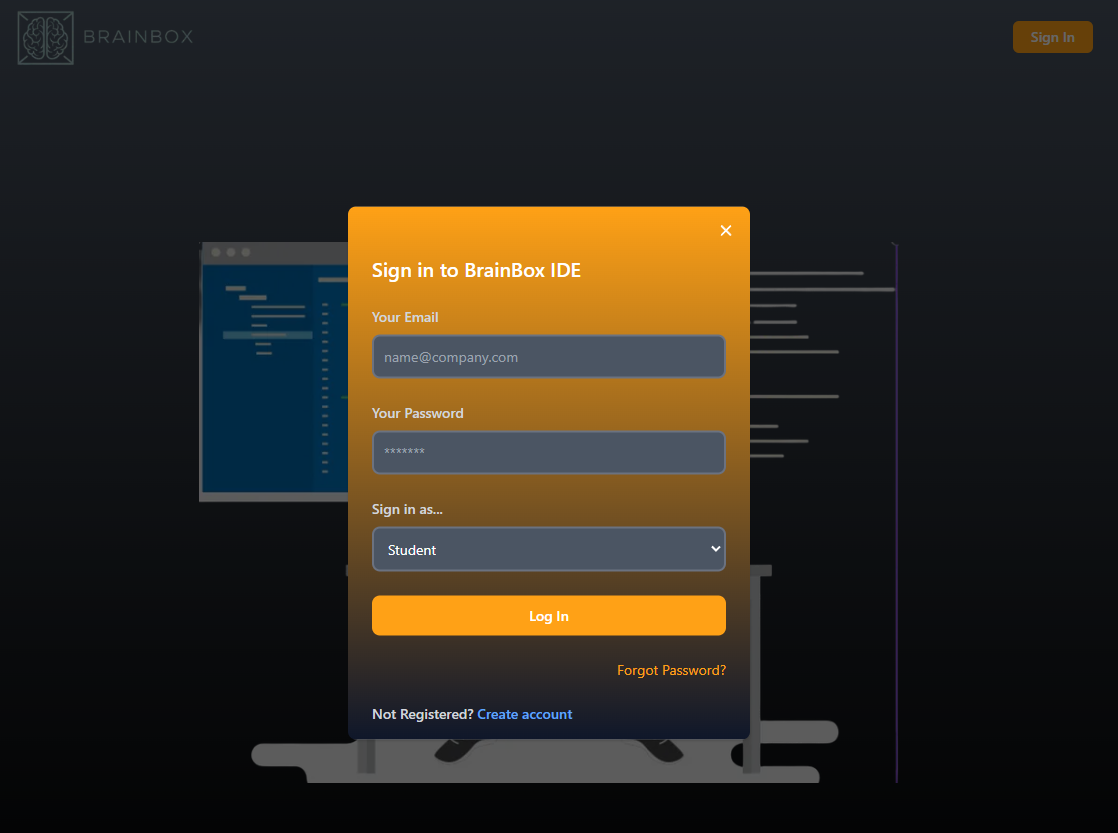 BRAINBOX
Sign In
Sign in to BrainBox IDE
Your Email
name@company.com
Your Password
*******
Sign in as...
Student
Log In
Forgot Password?
Not Registered? Create account